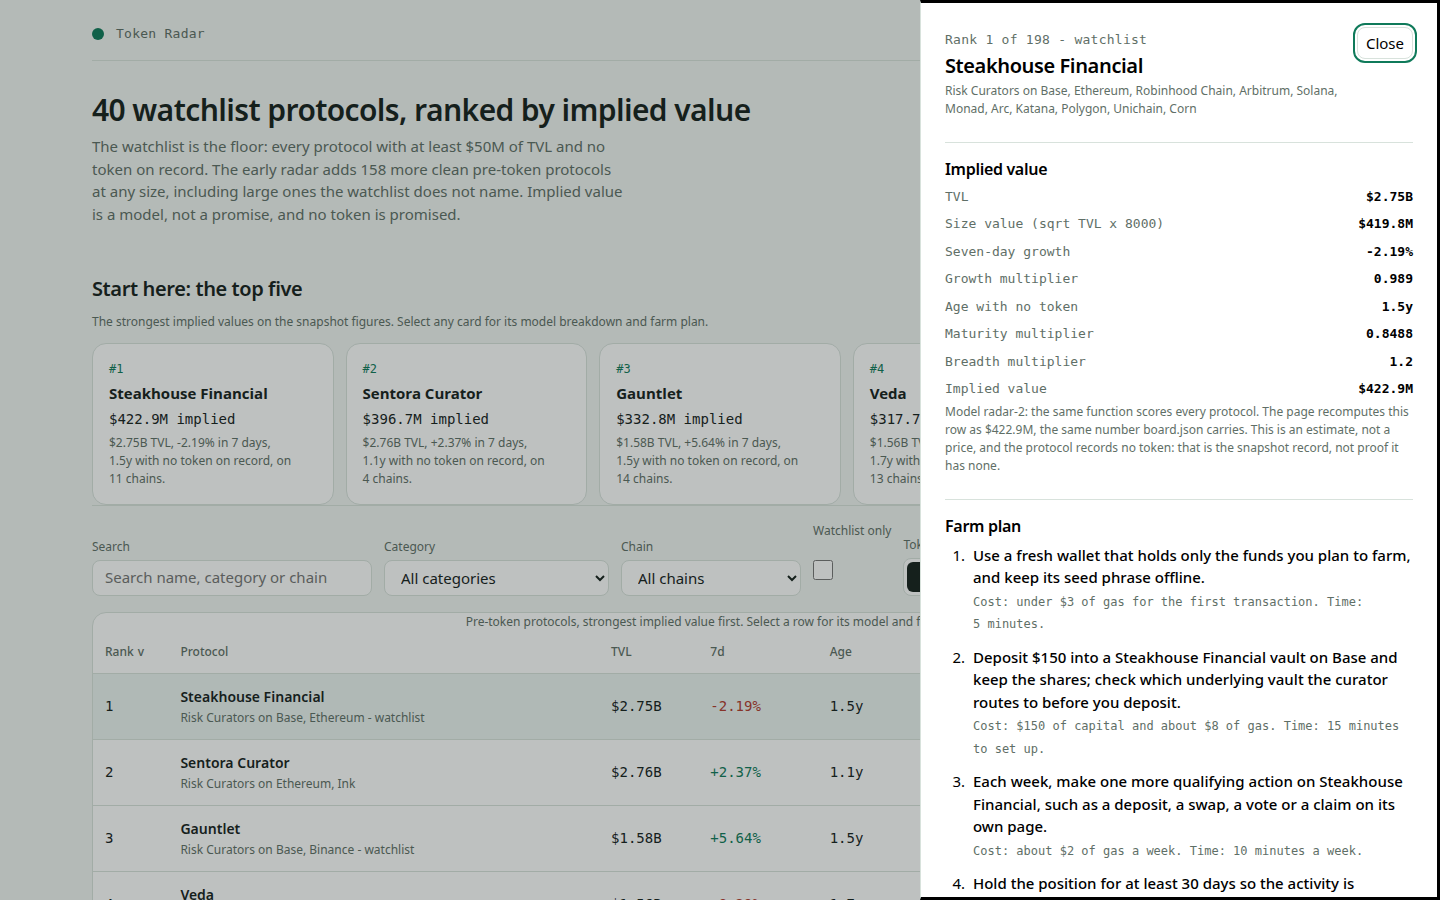 Token Radar
40 watchlist protocols, ranked by implied value
The watchlist is the floor: every protocol with at least $50M of TVL and no
token on record. The early radar adds 158 more clean pre-token protocols
at any size, including large ones the watchlist does not name. Implied value
is a model, not a promise, and no token is promised.
Start here: the top five
The strongest implied values on the snapshot figures. Select any card for its model breakdown and farm plan.
#1
Steakhouse Financial
$422.9M implied
$2.75B TVL, -2.19% in 7 days,
1.5y with no token on record, on
11 chains.
#2
Sentora Curator
$396.7M implied
$2.76B TVL, +2.37% in 7 days,
1.1y with no token on record, on
4 chains.
#3
Gauntlet
$332.8M implied
$1.58B TVL, +5.64% in 7 days,
1.5y with no token on record, on
14 chains.
#4
Veda
$317.7
$1.56B T
1.7y with
13 chains
Search
Search name, category or chain
Category
All categories
Chain
All chains
Watchlist only
Tok
Pre-token protocols, strongest implied value first. Select a row for its model and f
Rank v Protocol TVL 7d Age
1 Steakhouse Financial $2.75B -2.19% 1.5y
Risk Curators on Base, Ethereum - watchlist
2 Sentora Curator $2.76B +2.37% 1.1y
Risk Curators on Ethereum, Ink
3 Gauntlet $1.58B +5.64% 1.5y
Risk Curators on Base, Binance - watchlist
Veda
Rank 1 of 198 - watchlist
Close
Steakhouse Financial
Risk Curators on Base, Ethereum, Robinhood Chain, Arbitrum, Solana,
Monad, Arc, Katana, Polygon, Unichain, Corn
Implied value
TVL $2.75B
Size value (sqrt TVL x 8000) $419.8M
Seven-day growth -2.19%
Growth multiplier 0.989
Age with no token 1.5y
Maturity multiplier 0.8488
Breadth multiplier 1.2
Implied value $422.9M
Model radar-2: the same function scores every protocol. The page recomputes this
row as $422.9M, the same number board.json carries. This is an estimate, not a
price, and the protocol records no token: that is the snapshot record, not proof it
has none.
Farm plan
1. Use a fresh wallet that holds only the funds you plan to farm,
and keep its seed phrase offline.
Cost: under $3 of gas for the first transaction. Time:
5 minutes.
2. Deposit $150 into a Steakhouse Financial vault on Base and
keep the shares; check which underlying vault the curator
routes to before you deposit.
Cost: $150 of capital and about $8 of gas. Time: 15 minutes
to set up.
3. Each week, make one more qualifying action on Steakhouse
Financial, such as a deposit, a swap, a vote or a claim on its
own page.
Cost: about $2 of gas a week. Time: 10 minutes a week.
4. Hold the position for at least 30 days so the activity is